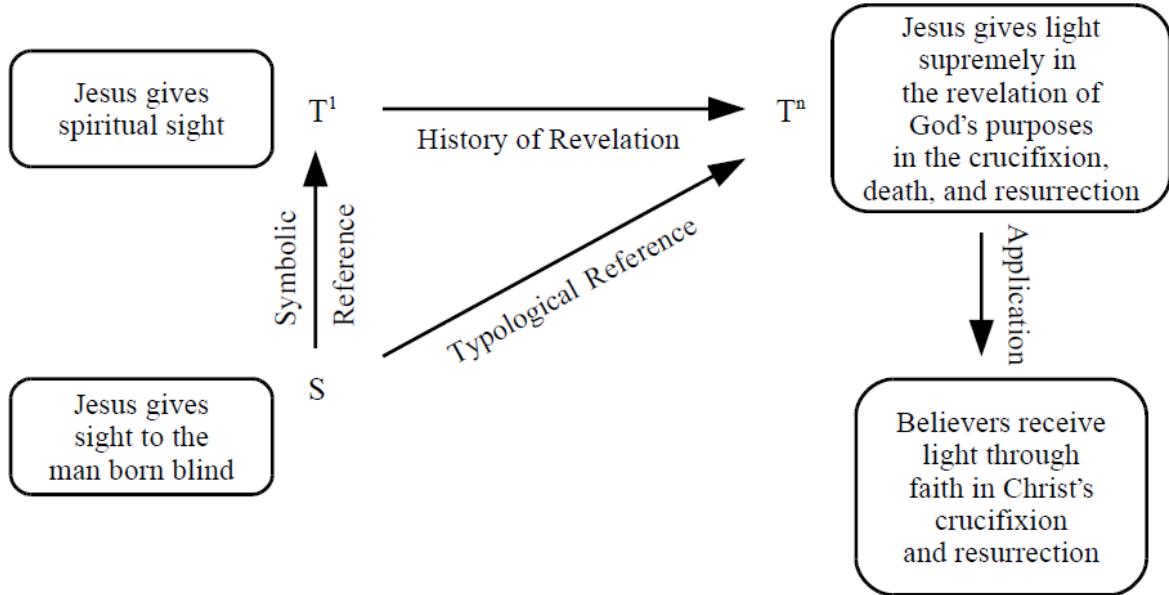 Jesus gives
spiritual sight
T¹
History of Revelation
Tⁿ
Jesus gives light
supremely in
the revelation of
God’s purposes
in the crucifixion,
death, and resurrection
Symbolic
Reference
Typological Reference
Application
S
Jesus gives
sight to the
man born blind
Believers receive
light through
faith in Christ’s
crucifixion
and resurrection